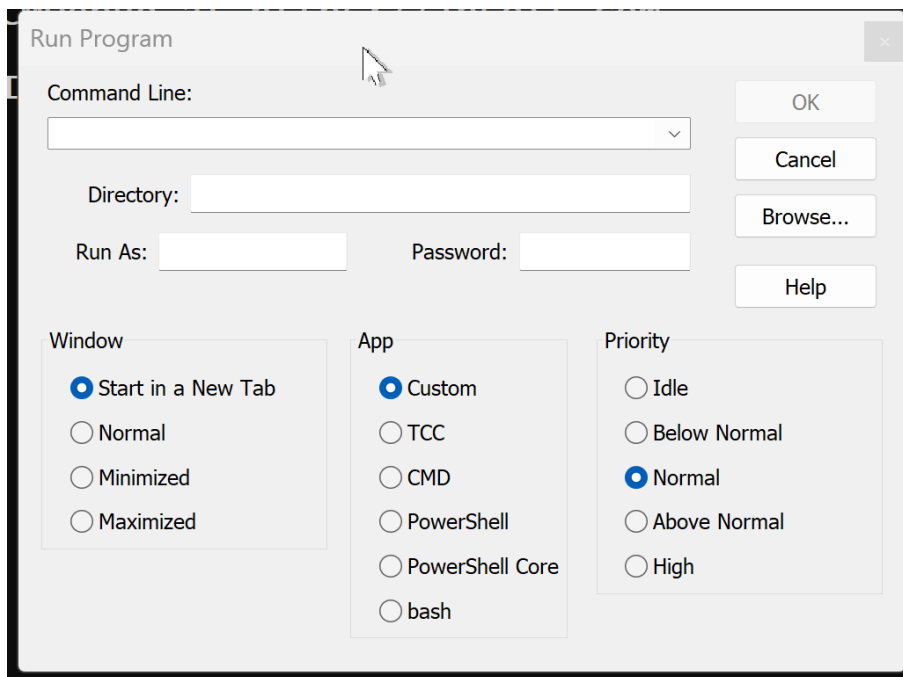 Run Program
Command Line:
OK
Cancel
Directory:
Browse...
Run As:
Password:
Help
Window
Start in a New Tab
Normal
Minimized
Maximized
App
Custom
TCC
CMD
PowerShell
PowerShell Core
bash
Priority
Idle
Below Normal
Normal
Above Normal
High